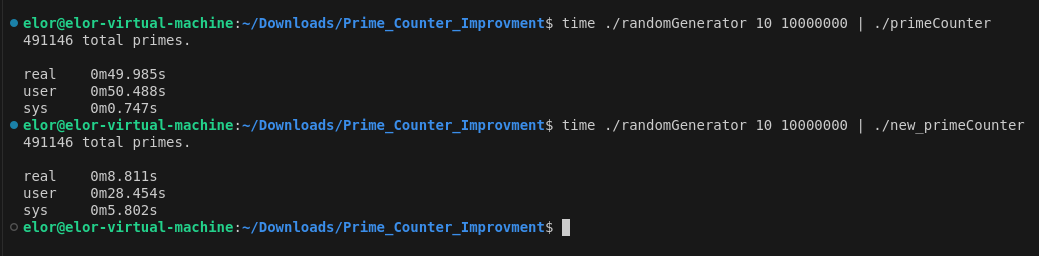 elor@elor-virtual-machine:~/Downloads/Prime_Counter_Improvment$ time ./randomGenerator 10 10000000 | ./primeCounter
491146 total primes.
real 0m49.985s
user 0m50.488s
sys 0m0.747s
elor@elor-virtual-machine:~/Downloads/Prime_Counter_Improvment$ time ./randomGenerator 10 10000000 | ./new_primeCounter
491146 total primes.
real 0m8.811s
user 0m28.454s
sys 0m5.802s
elor@elor-virtual-machine:~/Downloads/Prime_Counter_Improvment$